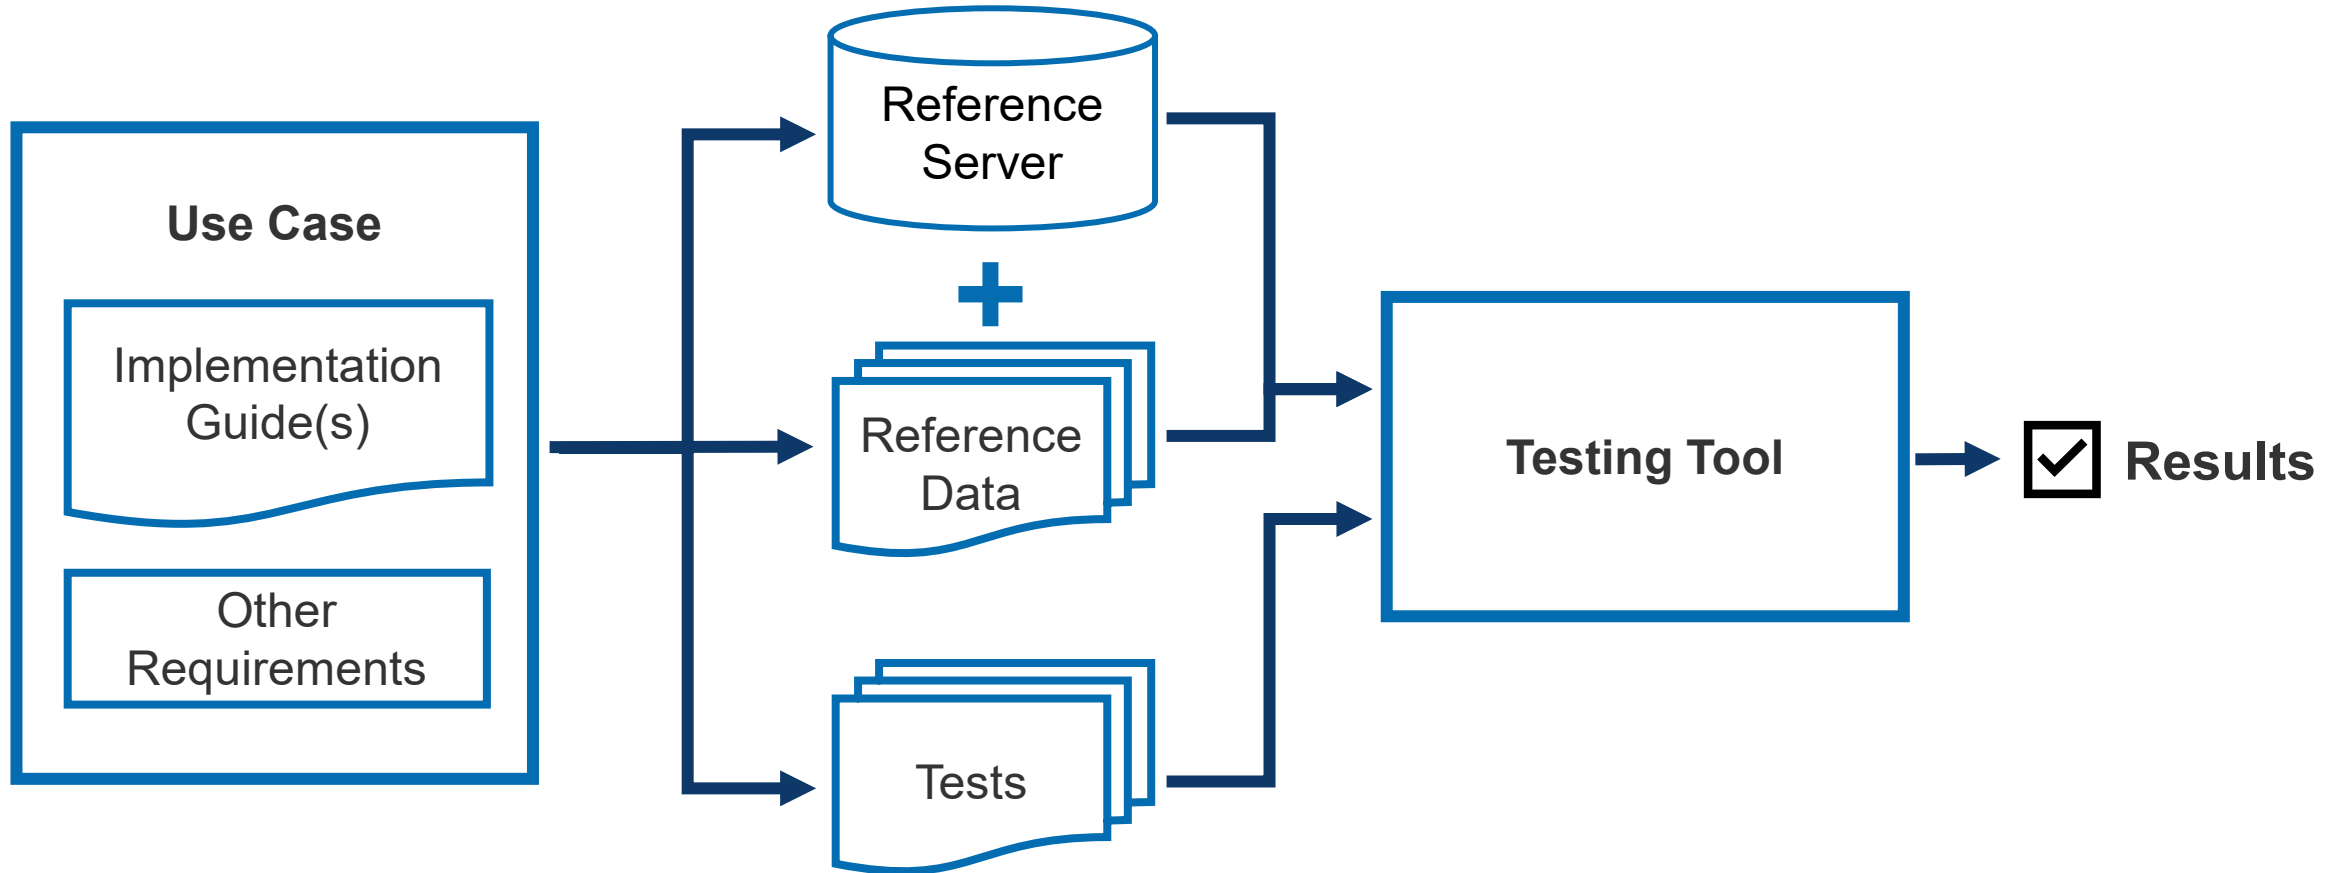 Use Case
Implementation
Guide(s)
Other
Requirements
Reference
Server
Reference
Data
Tests
Testing Tool
Results